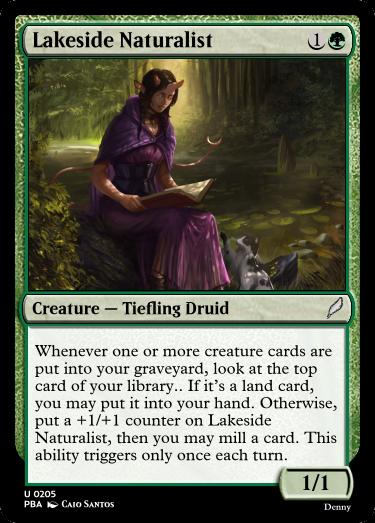 Lakeside Naturalist 1
Creature — Tiefling Druid
Whenever one or more creature cards are
put into your graveyard, look at the top
card of your library.. If it's a land card,
you may put it into your hand. Otherwise,
put a +1/+1 counter on Lakeside
Naturalist, then you may mill a card. This
ability triggers only once each turn.
1/1
U 0205
PBA Caio Santos
Denny